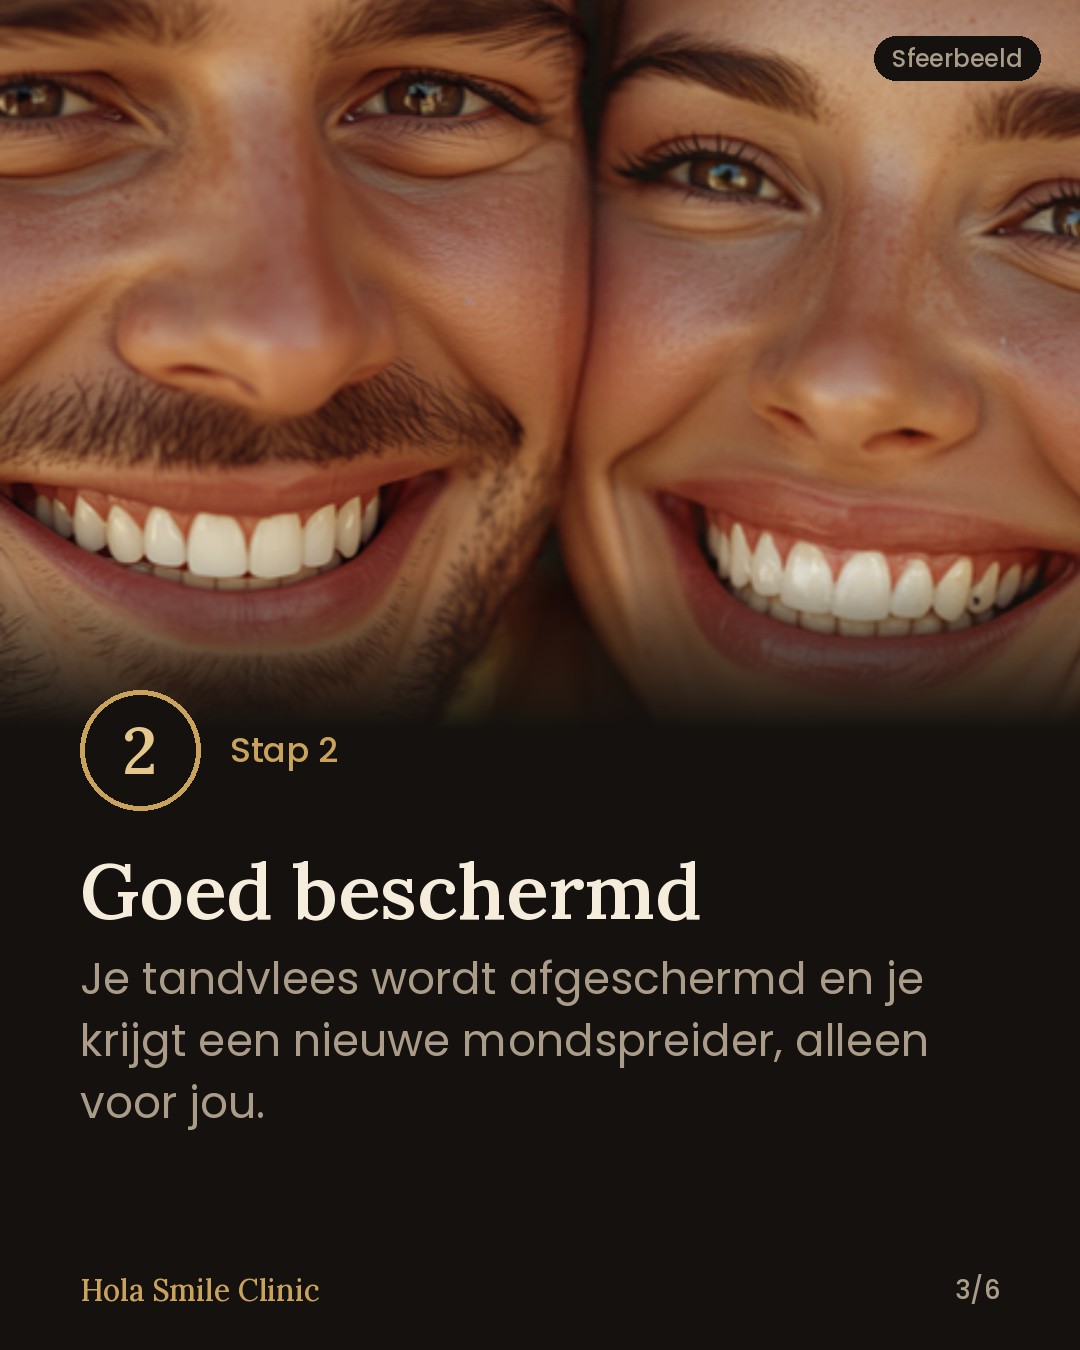 Sfeerbeeld
2
Stap 2
Goed beschermd
Je tandvlees wordt afgeschermd en je
krijgt een nieuwe mondspreider, alleen
voor jou.
Hola Smile Clinic
3/6